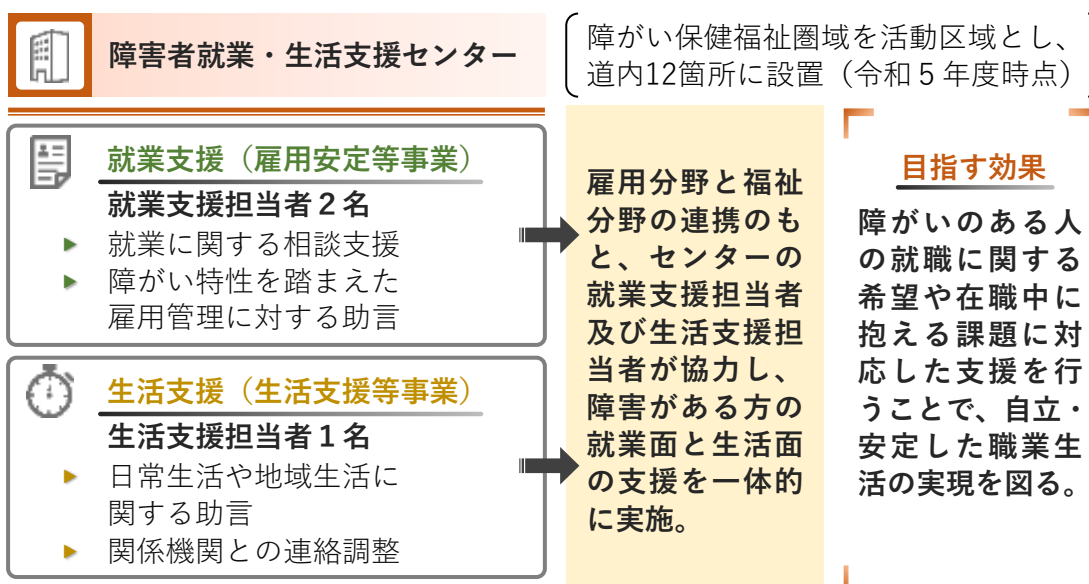 障害者就業・生活支援センター
障がい保健福祉圏域を活動区域とし、
道内12箇所に設置（令和５年度時点）
就業支援（雇用安定等事業）
就業支援担当者２名
▶ 就業に関する相談支援
▶ 障がい特性を踏まえた
雇用管理に対する助言
生活支援（生活支援等事業）
生活支援担当者１名
▶ 日常生活や地域生活に
関する助言
▶ 関係機関との連絡調整
雇用分野と福祉
分野の連携のも
と、センターの
就業支援担当者
及び生活支援担
当者が協力し、
障害がある方の
就業面と生活面
の支援を一体的
に実施。
目指す効果
障がいのある人
の就職に関する
希望や在職中に
抱える課題に対
応した支援を行
うことで、自立・
安定した職業生
活の実現を図る。